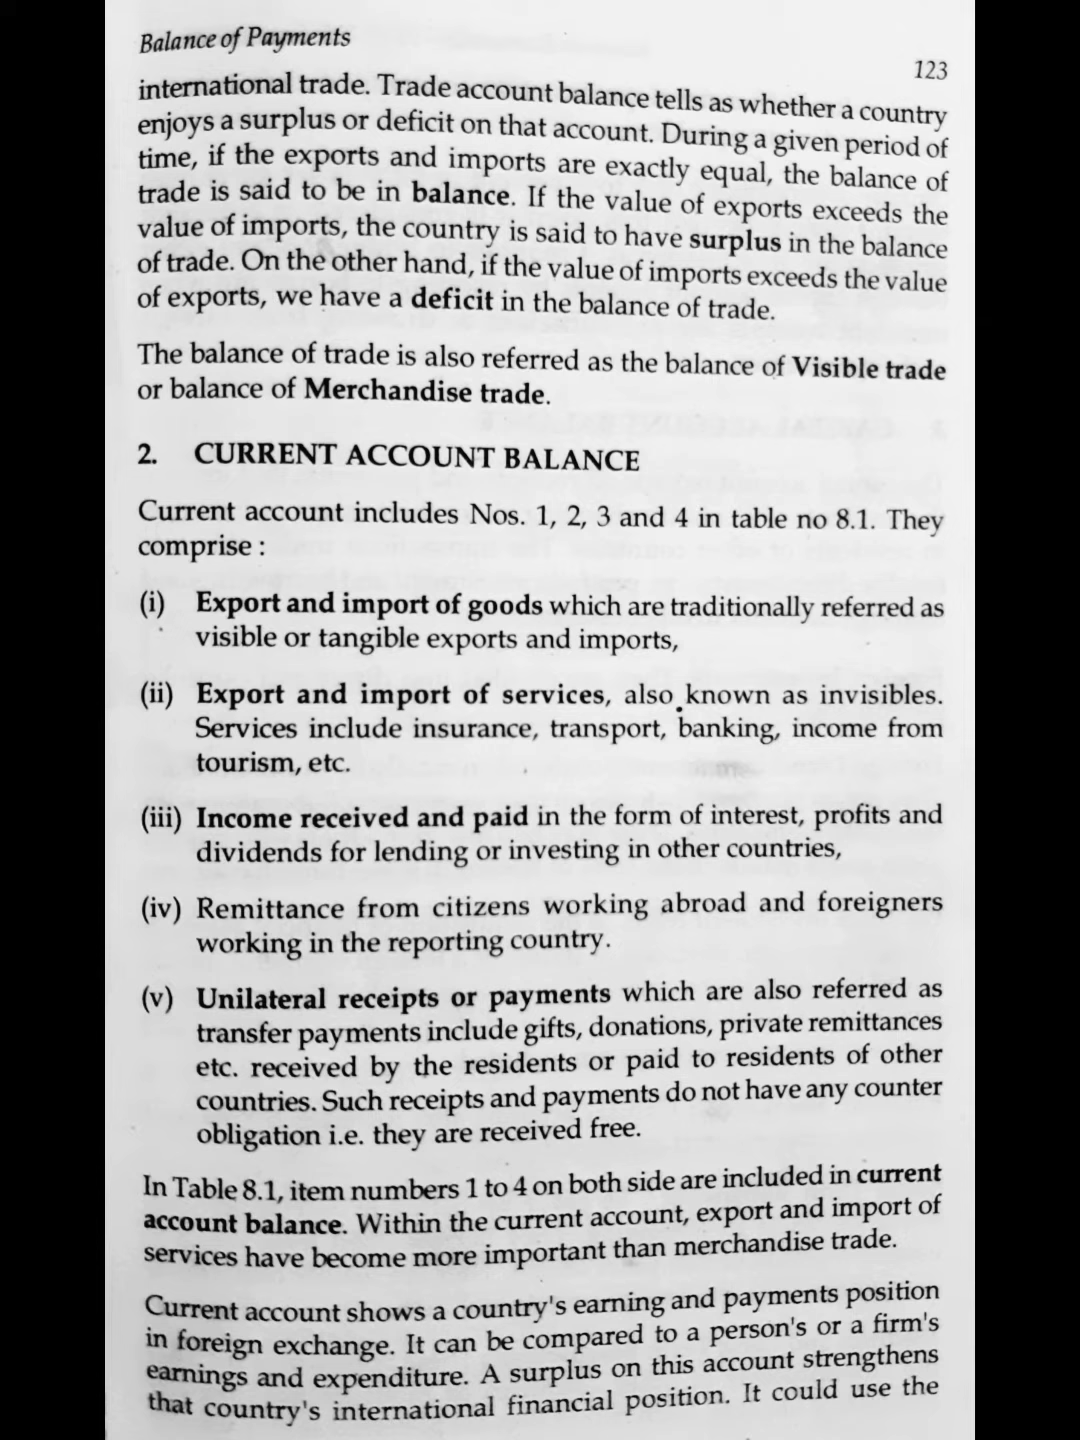 Balance of Payments
123
international trade. Trade account balance tells as whether a country
enjoys a surplus or deficit on that account. During a given period of
time, if the exports and imports are exactly equal, the balance of
trade is said to be in balance. If the value of exports exceeds the
value of imports, the country is said to have surplus in the balance
of trade. On the other hand, if the value of imports exceeds the value
of exports, we have a deficit in the balance of trade.
The balance of trade is also referred as the balance of Visible trade
or balance of Merchandise trade.
2. CURRENT ACCOUNT BALANCE
Current account includes Nos. 1, 2, 3 and 4 in table no 8.1. They
comprise :
(i) Export and import of goods which are traditionally referred as
visible or tangible exports and imports,
(ii) Export and import of services, also known as invisibles.
Services include insurance, transport, banking, income from
tourism, etc.
(iii) Income received and paid in the form of interest, profits and
dividends for lending or investing in other countries,
(iv) Remittance from citizens working abroad and foreigners
working in the reporting country.
(v) Unilateral receipts or payments which are also referred as
transfer payments include gifts, donations, private remittances
etc. received by the residents or paid to residents of other
countries. Such receipts and payments do not have any counter
obligation i.e. they are received free.
In Table 8.1, item numbers 1 to 4 on both side are included in current
account balance. Within the current account, export and import of
services have become more important than merchandise trade.
Current account shows a country's earning and payments position
in foreign exchange. It can be compared to a person's or a firm's
earnings and expenditure. A surplus on this account strengthens
that country's international financial position. It could use the